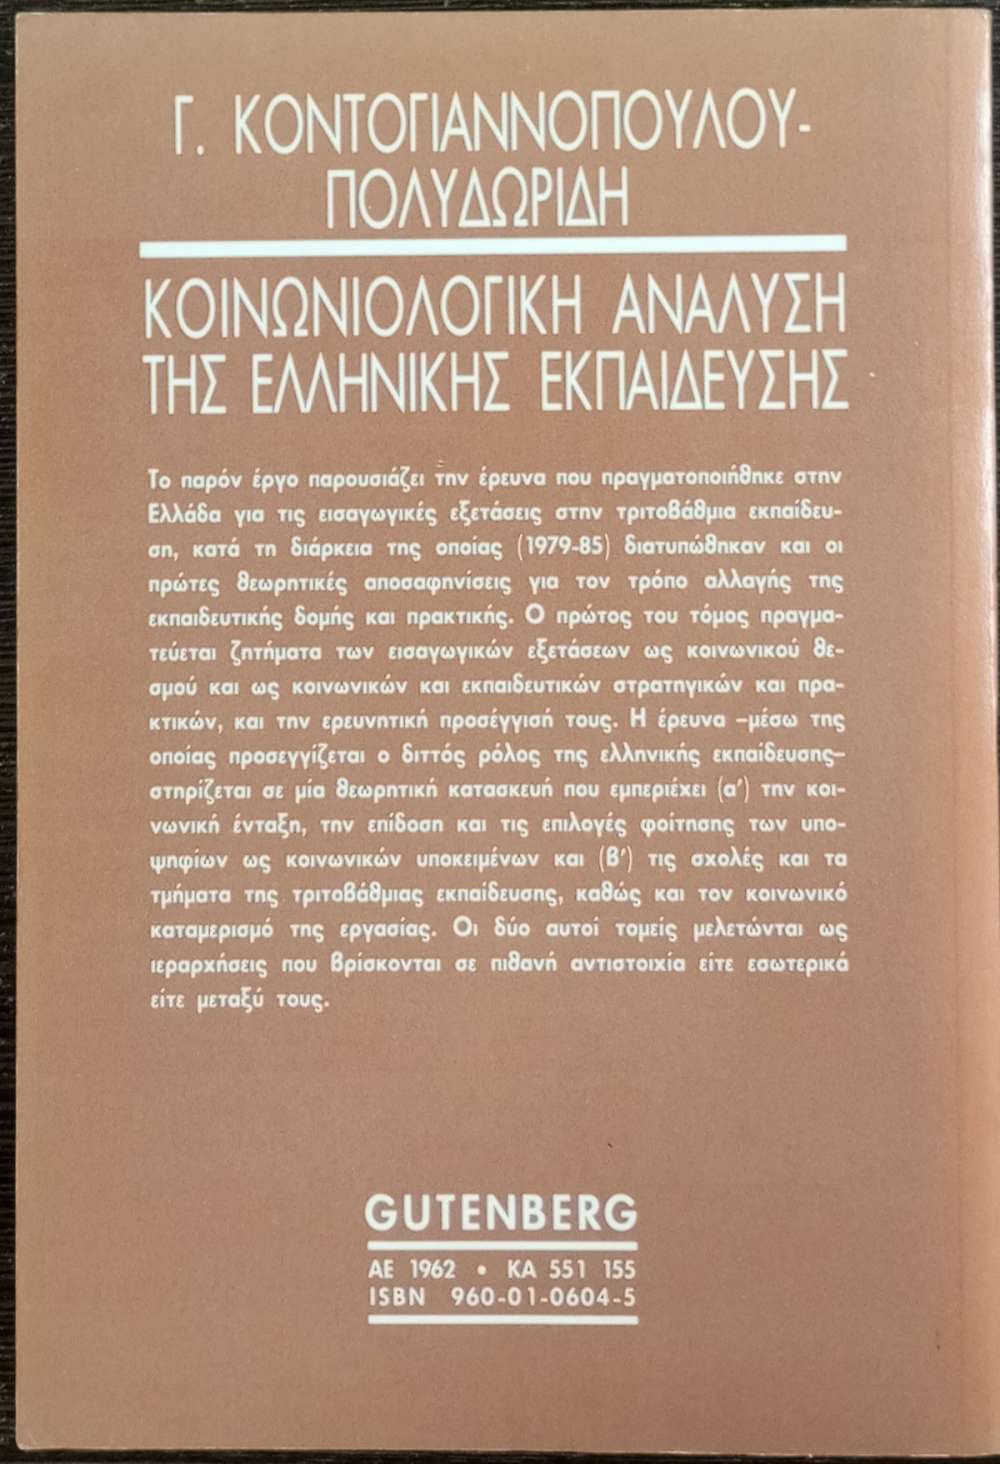 Γ. ΚΟΝΤΟΓΙΑΝΝΟΠΟΥΛΟΥ-
ΠΟΛΥΔΩΡΙΔΗ
ΚΟΙΝΩΝΙΟΛΟΓΙΚΗ ΑΝΑΛΥΣΗ
ΤΗΣ ΕΛΛΗΝΙΚΗΣ ΕΚΠΑΙΔΕΥΣΗΣ
Το παρόν έργο παρουσιάζει την έρευνα που πραγματοποιήθηκε στην
Ελλάδα για τις εισαγωγικές εξετάσεις στην τριτοβάθμια εκπαίδευ-
ση, κατά τη διάρκεια της οποίας (1979-85) διατυπώθηκαν και οι
πρώτες θεωρητικές αποσαφηνίσεις για τον τρόπο αλλαγής της
εκπαιδευτικής δομής και πρακτικής. Ο πρώτος του τόμος πραγμα-
τεύεται ζητήματα των εισαγωγικών εξετάσεων ως κοινωνικού θε-
σμού και ως κοινωνικών και εκπαιδευτικών στρατηγικών και πρα-
κτικών, και την ερευνητική προσέγγισή τους. Η έρευνα –μέσω της
οποίας προσεγγίζεται ο διττός ρόλος της ελληνικής εκπαίδευσης–
στηρίζεται σε μία θεωρητική κατασκευή που εμπεριέχει (α') την κοι-
νωνική ένταξη, την επίδοση και τις επιλογές φοίτησης των υπο-
ψηφίων ως κοινωνικών υποκειμένων και (β') τις σχολές και τα
τμήματα της τριτοβάθμιας εκπαίδευσης, καθώς και τον κοινωνικό
καταμερισμό της εργασίας. Οι δύο αυτοί τομείς μελετώνται ως
ιεραρχήσεις που βρίσκονται σε πιθανή αντιστοιχία είτε εσωτερικά
είτε μεταξύ τους.
GUTENBERG
ΑΕ 1962 • ΚΑ 551 155
ISBN 960-01-0604-5